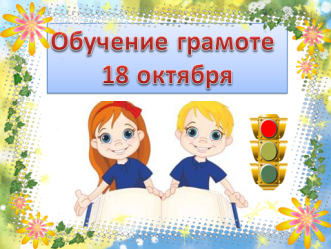 Обучение грамоте
18 октября